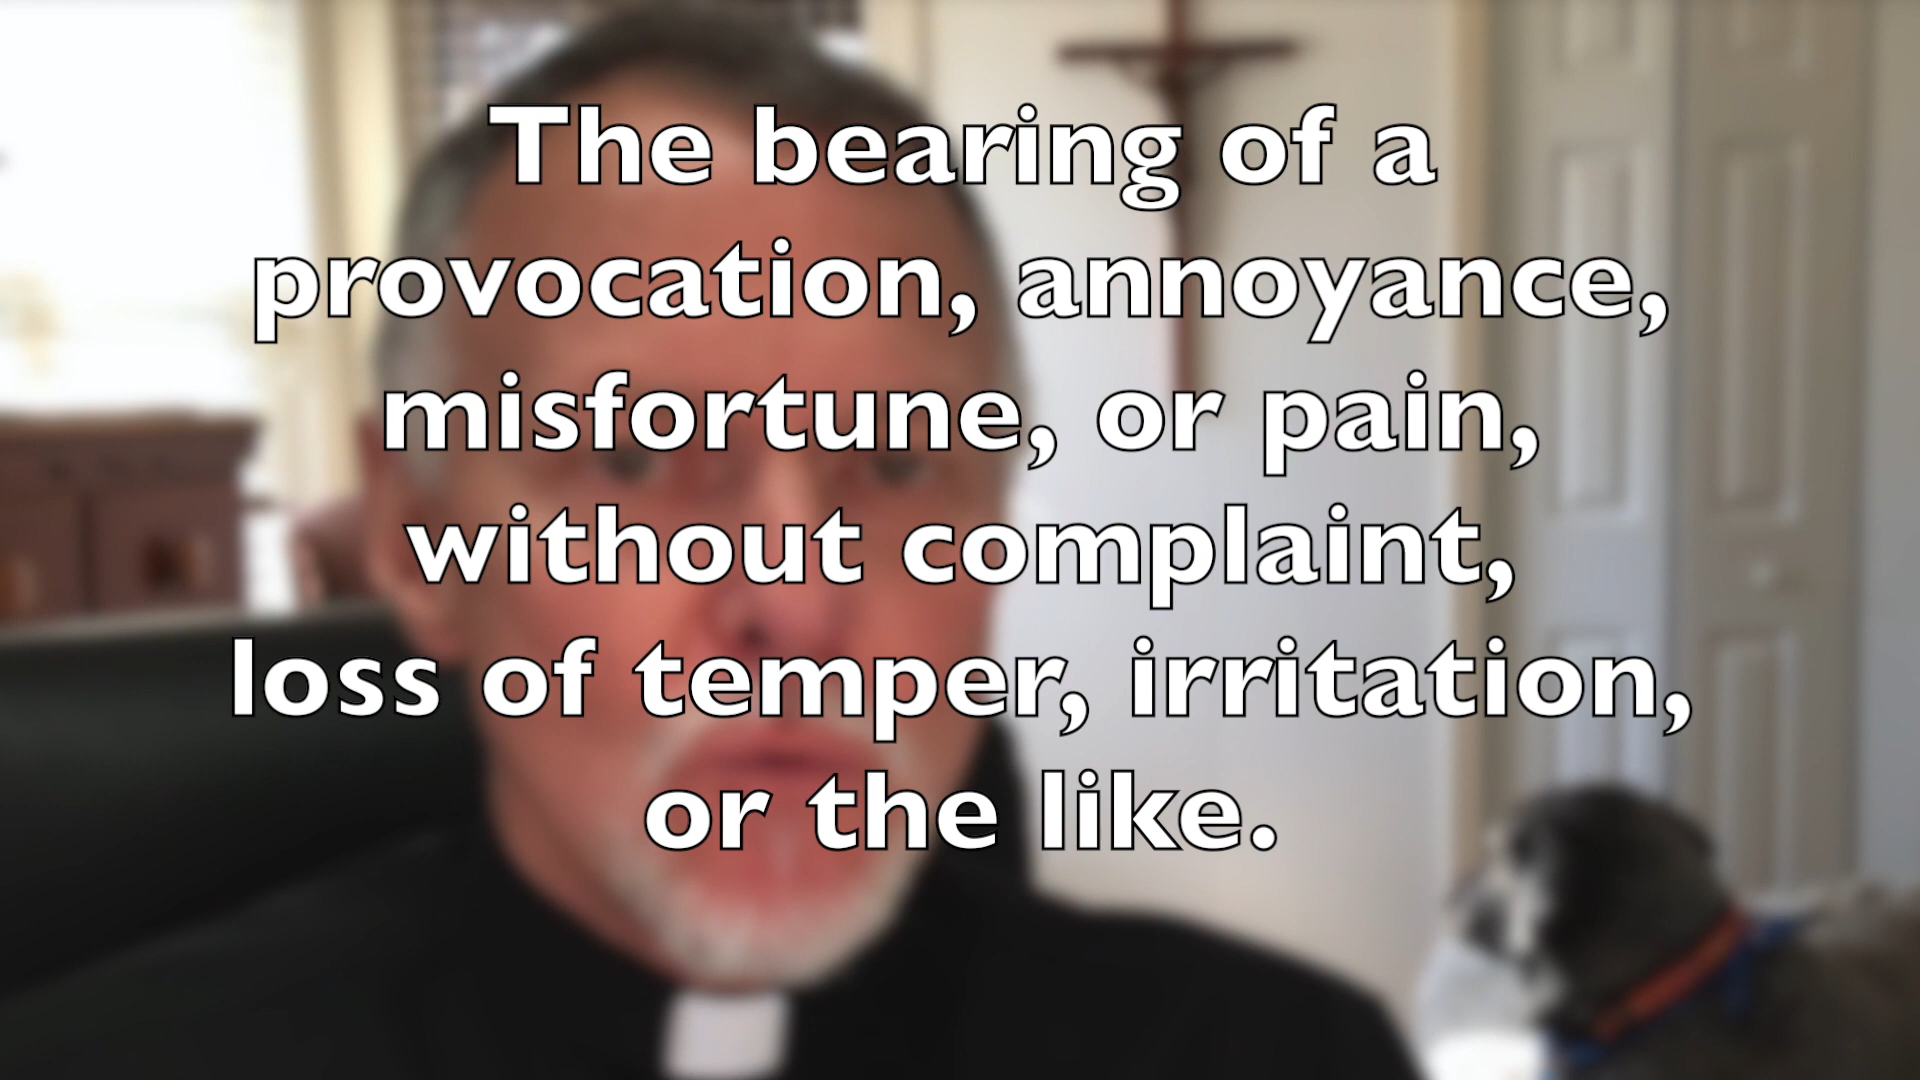 The bearing of a
provocation, annoyance,
misfortune, or pain,
without complaint,
loss of temper, irritation,
or the like.